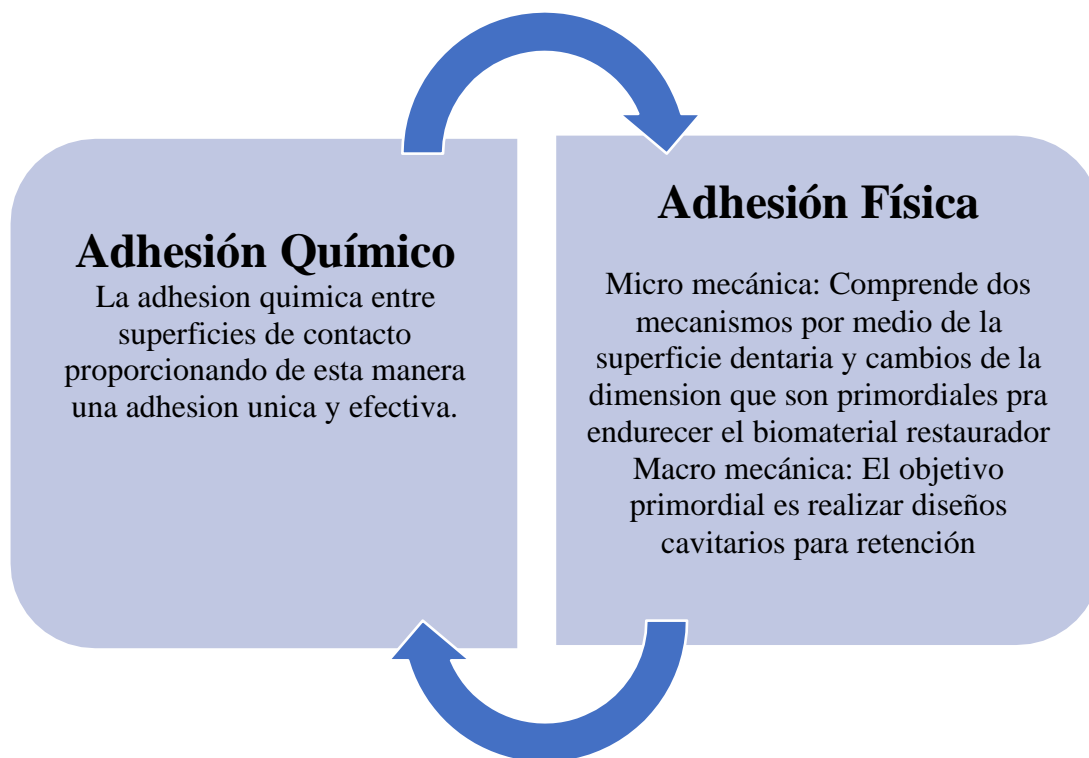 Adhesión Químico
La adhesion quimica entre
superficies de contacto
proporcionando de esta manera
una adhesion unica y efectiva.
Adhesión Física
Micro mecánica: Comprende dos
mecanismos por medio de la
superficie dentaria y cambios de la
dimension que son primordiales pra
endurecer el biomaterial restaurador
Macro mecánica: El objetivo
primordial es realizar diseños
cavitarios para retención